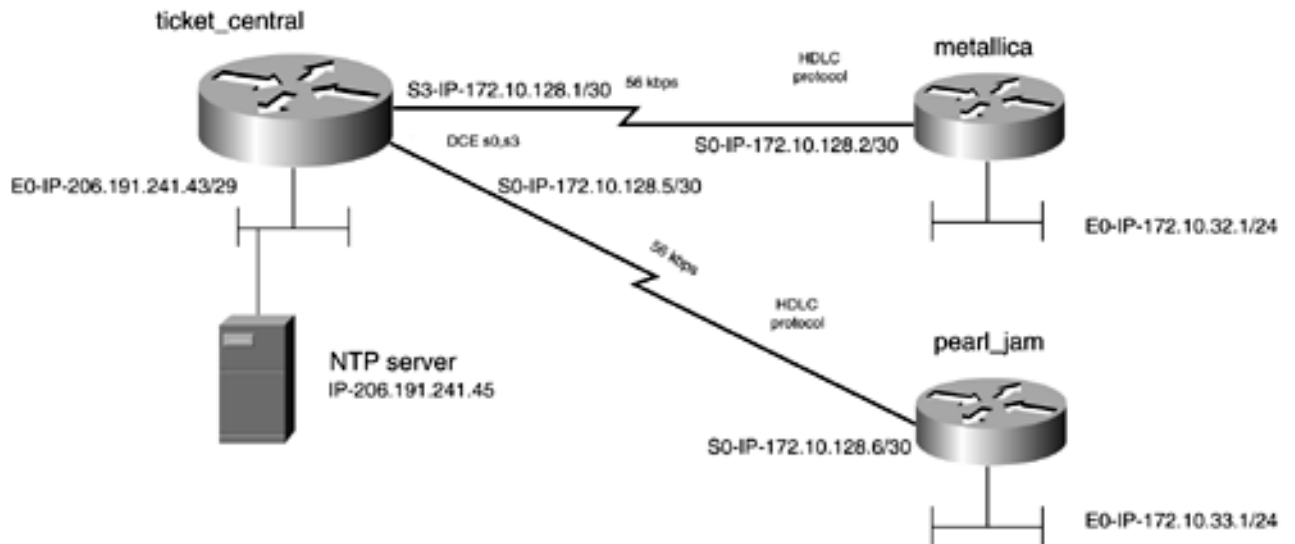 ticket_central
metallica
HDLC
protocol
56 kbps
S3-IP-172.10.128.1/30
DCE s0,s3
S0-IP-172.10.128.2/30
E0-IP-206.191.241.43/29
S0-IP-172.10.128.5/30
E0-IP-172.10.32.1/24
56 kbps
HDLC
protocol
pearl_jam
NTP server
IP-206.191.241.45
S0-IP-172.10.128.6/30
E0-IP-172.10.33.1/24